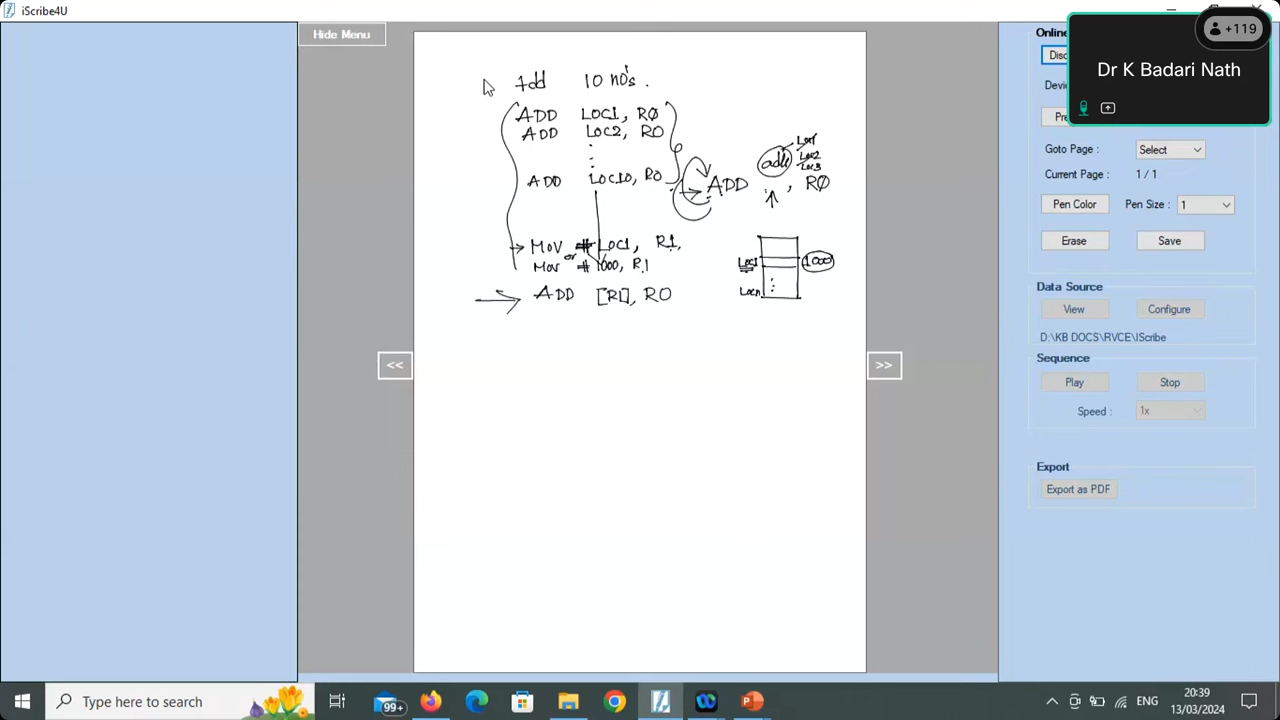 iScribe4U
Hide Menu
+119
Dr K Badari Nath
Add 10 no's.
ADD LOC1, R0
ADD LOC2, R0
ADD LOC10, R0
Loc1
Loc2
Loc3
ADD , R0
MOV # LOC1, R1,
or
Mov # 1000, R1
ADD [R1], R0
Loc1 1000
Locn
<<
>>
Online
Goto Page : Select
Current Page : 1 / 1
Pen Color Pen Size : 1
Erase Save
Data Source
View Configure
D:\KB DOCS\RVCE\IScribe
Sequence
Play Stop
Speed : 1x
Export
Export as PDF
Type here to search
99+
ENG
20:39
13/03/2024